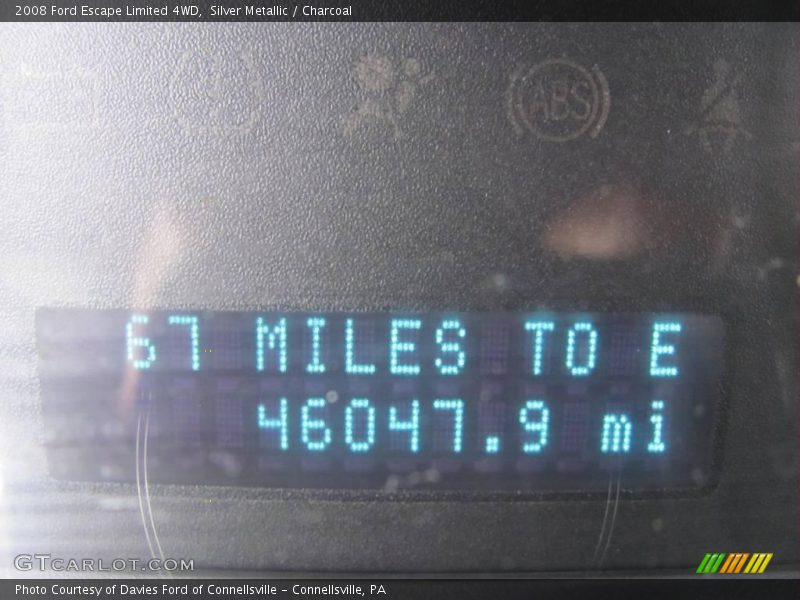 2008 Ford Escape Limited 4WD,  Silver Metallic / Charcoal
ABS
67 MILES TO E
46047.9 mi
GTCARLOT.COM
Photo Courtesy of Davies Ford of Connellsville - Connellsville, PA